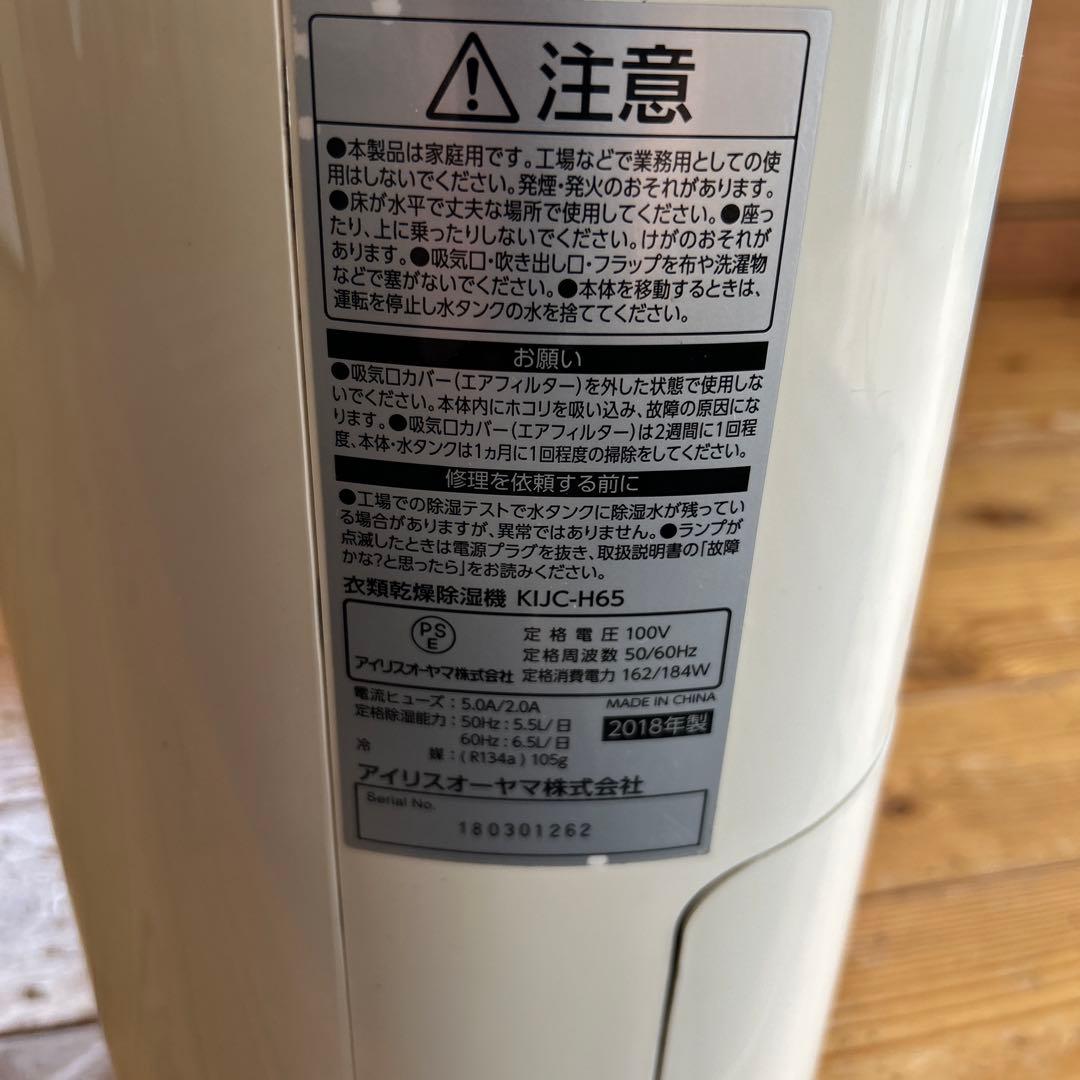 注意
●本製品は家庭用です。工場などで業務用としての使
用はしないでください。発煙・発火のおそれがあります。
●床が水平で丈夫な場所で使用してください。●座っ
たり、上に乗ったりしないでください。けがのおそれが
あります。●吸気口・吹き出し口・フラップを布や洗濯物
などで塞がないでください。●本体を移動するときは、
運転を停止し水タンクの水を捨ててください。
お願い
●吸気口カバー(エアフィルター)を外した状態で使用しな
いでください。本体内にホコリを吸い込み、故障の原因にな
ります。●吸気口カバー(エアフィルター)は2週間に1回程
度、本体・水タンクは1ヵ月に1回程度の掃除をしてください。
修理を依頼する前に
●工場での除湿テストで水タンクに除湿水が残ってい
る場合がありますが、異常ではありません。●ランプが
点滅したときは電源プラグを抜き、取扱説明書の「故障
かな?と思ったら」をお読みください。
衣類乾燥除湿機 KIJC-H65
PSE
アイリスオーヤマ株式会社
定格電圧 100V
定格周波数 50/60Hz
定格消費電力 162/184W
電流ヒューズ:5.0A/2.0A
定格除湿能力:50Hz:5.5L/日
60Hz:6.5L/日
冷媒:(R134a)105g
MADE IN CHINA
2018年製
アイリスオーヤマ株式会社
Serial No.
180301262